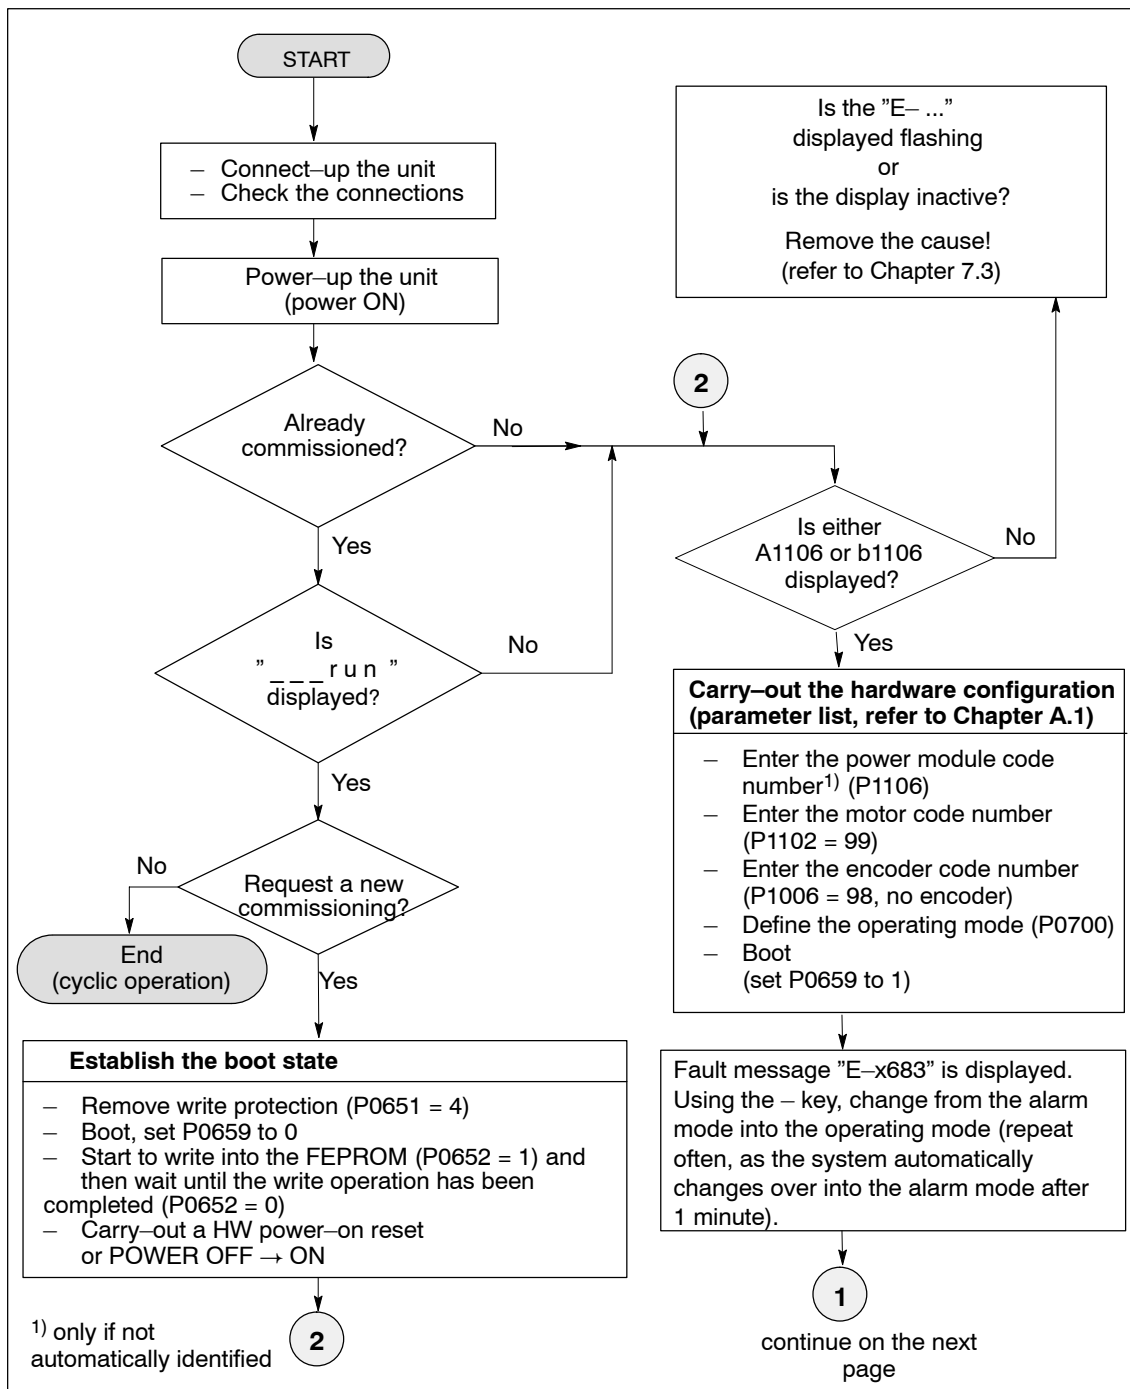 START
– Connect–up the unit
– Check the connections
Power–up the unit
(power ON)
Already
commissioned?
No
Yes
Is
” _ _ _ r u n ”
displayed?
No
Yes
Request a new
commissioning?
No
End
(cyclic operation)
Yes
Establish the boot state
– Remove write protection (P0651 = 4)
– Boot, set P0659 to 0
– Start to write into the FEPROM (P0652 = 1) and
then wait until the write operation has been
completed (P0652 = 0)
– Carry–out a HW power–on reset
or POWER OFF → ON
2
1) only if not
automatically identified
Is the ”E– ...”
displayed flashing
or
is the display inactive?
Remove the cause!
(refer to Chapter 7.3)
2
Is either
A1106 or b1106
displayed?
No
Yes
Carry–out the hardware configuration
(parameter list, refer to Chapter A.1)
– Enter the power module code
number1) (P1106)
– Enter the motor code number
(P1102 = 99)
– Enter the encoder code number
(P1006 = 98, no encoder)
– Define the operating mode (P0700)
– Boot
(set P0659 to 1)
Fault message ”E–x683” is displayed.
Using the – key, change from the alarm
mode into the operating mode (repeat
often, as the system automatically
changes over into the alarm mode after
1 minute).
1
continue on the next
page